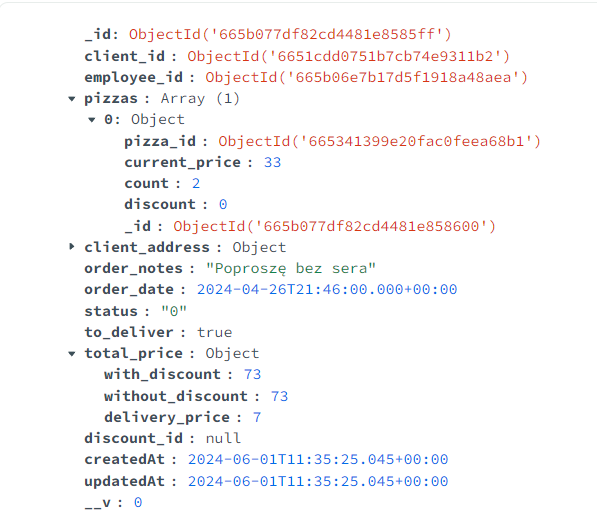 _id: ObjectId('665b077df82cd4481e8585ff')
client_id : ObjectId('6651cdd0751b7cb74e9311b2')
employee_id : ObjectId('665b06e7b17d5f1918a48aea')
pizzas : Array (1)
0: Object
pizza_id : ObjectId('665341399e20fac0feea68b1')
current_price : 33
count : 2
discount : 0
_id : ObjectId('665b077df82cd4481e858600')
client_address : Object
order_notes : "Poproszę bez sera"
order_date : 2024-04-26T21:46:00.000+00:00
status : "0"
to_deliver : true
total_price : Object
with_discount : 73
without_discount : 73
delivery_price : 7
discount_id : null
createdAt : 2024-06-01T11:35:25.045+00:00
updatedAt : 2024-06-01T11:35:25.045+00:00
__v : 0